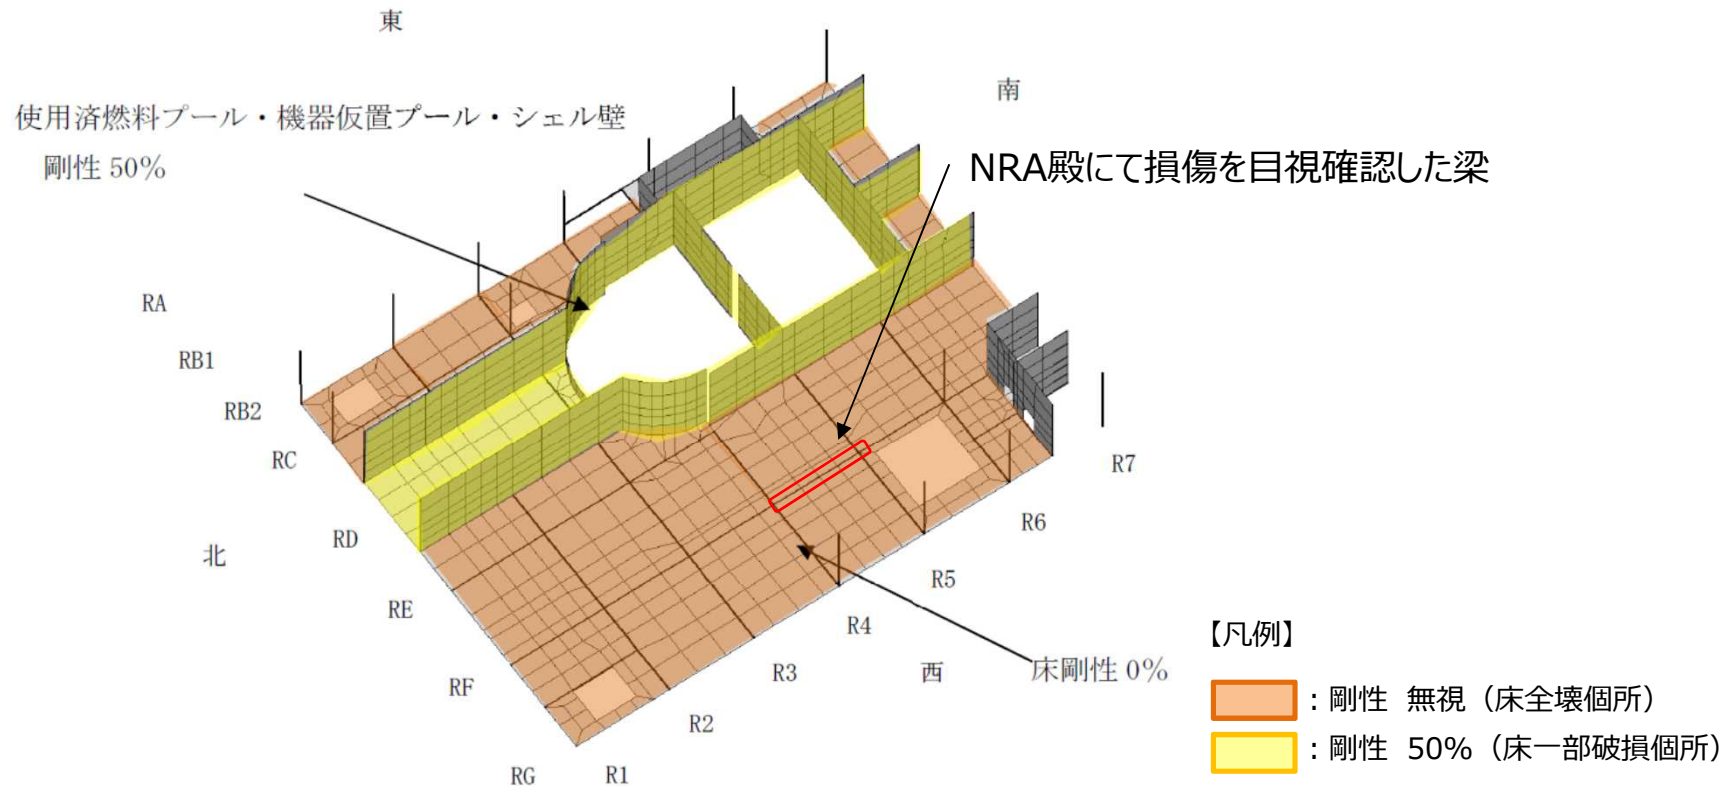 東
南
使用済燃料プール・機器仮置プール・シェル壁
剛性 50%
NRA殿にて損傷を目視確認した梁
RA
RB1
RB2
RC
RD
RE
RF
RG
北
R1
R2
R3
R4
R5
R6
R7
西
床剛性 0%
【凡例】
：剛性 無視（床全壊個所）
：剛性 50%（床一部破損個所）